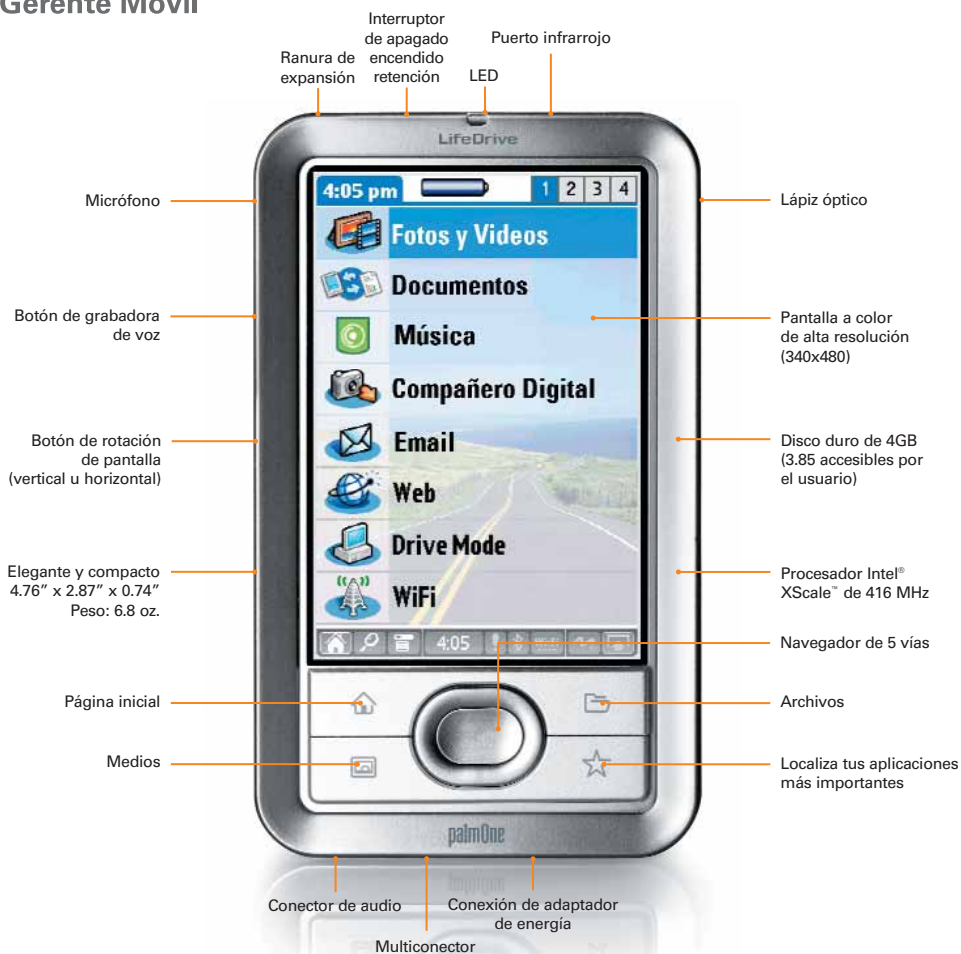 Gerente Móvil
Interruptor
de apagado
encendido
retención
Ranura de
expansión
LED
Puerto infrarrojo
LifeDrive
Micrófono
Botón de grabadora
de voz
Botón de rotación
de pantalla
(vertical u horizontal)
Elegante y compacto
4.76” x 2.87” x 0.74”
Peso: 6.8 oz.
Página inicial
Medios
4:05 pm
1 2 3 4
Fotos y Videos
Documentos
Música
Compañero Digital
Email
Web
Drive Mode
WiFi
4:05
Lápiz óptico
Pantalla a color
de alta resolución
(340x480)
Disco duro de 4GB
(3.85 accesibles por
el usuario)
Procesador Intel®
XScale™ de 416 MHz
Navegador de 5 vías
Archivos
Localiza tus aplicaciones
más importantes
palmOne
Conector de audio
Multiconector
Conexión de adaptador
de energía